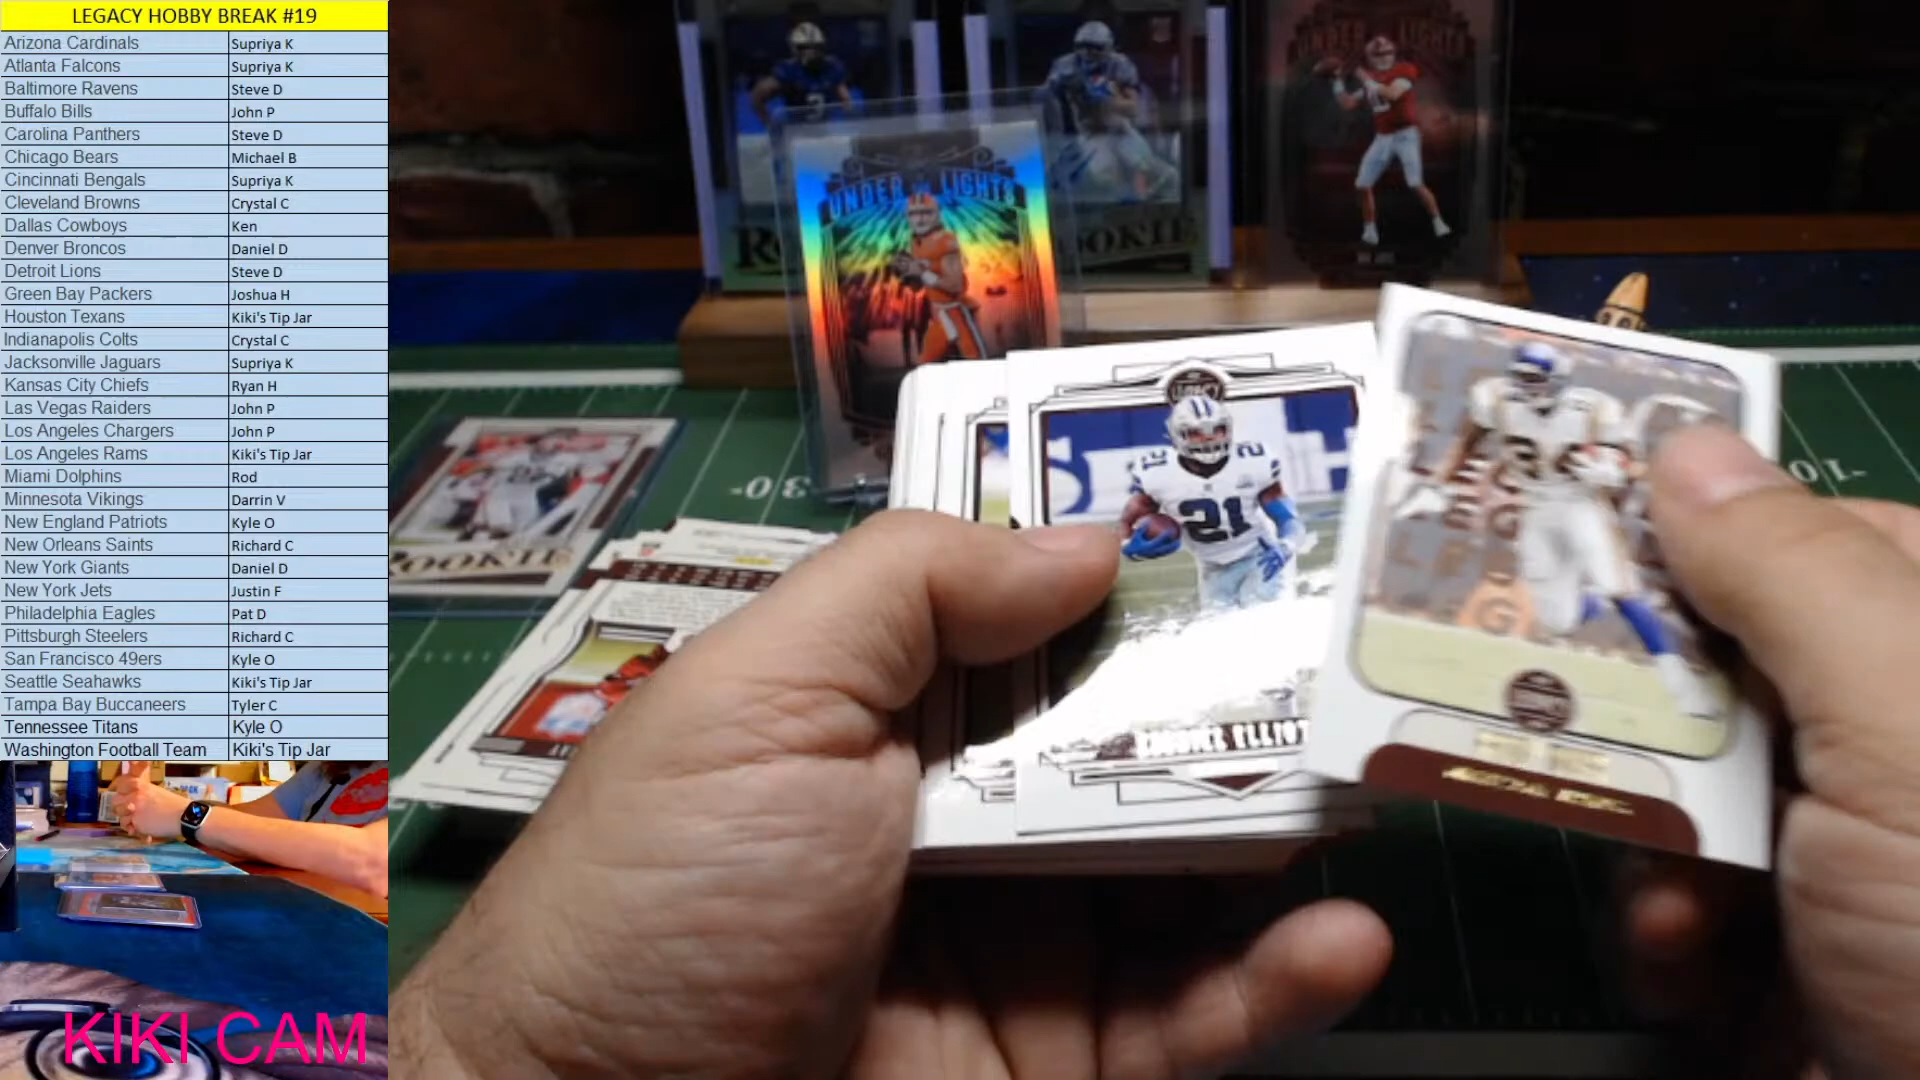 LEGACY HOBBY BREAK #19
Arizona Cardinals Supriya K
Atlanta Falcons Supriya K
Baltimore Ravens Steve D
Buffalo Bills John P
Carolina Panthers Steve D
Chicago Bears Michael B
Cincinnati Bengals Supriya K
Cleveland Browns Crystal C
Dallas Cowboys Ken
Denver Broncos Daniel D
Detroit Lions Steve D
Green Bay Packers Joshua H
Houston Texans Kiki's Tip Jar
Indianapolis Colts Crystal C
Jacksonville Jaguars Supriya K
Kansas City Chiefs Ryan H
Las Vegas Raiders John P
Los Angeles Chargers John P
Los Angeles Rams Kiki's Tip Jar
Miami Dolphins Rod
Minnesota Vikings Darrin V
New England Patriots Kyle O
New Orleans Saints Richard C
New York Giants Daniel D
New York Jets Justin F
Philadelphia Eagles Pat D
Pittsburgh Steelers Richard C
San Francisco 49ers Kyle O
Seattle Seahawks Kiki's Tip Jar
Tampa Bay Buccaneers Tyler C
Tennessee Titans Kyle O
Washington Football Team Kiki's Tip Jar
KIKI CAM
UNDER THE LIGHTS
UNDER LIGHTS
ROOKIE
21
21